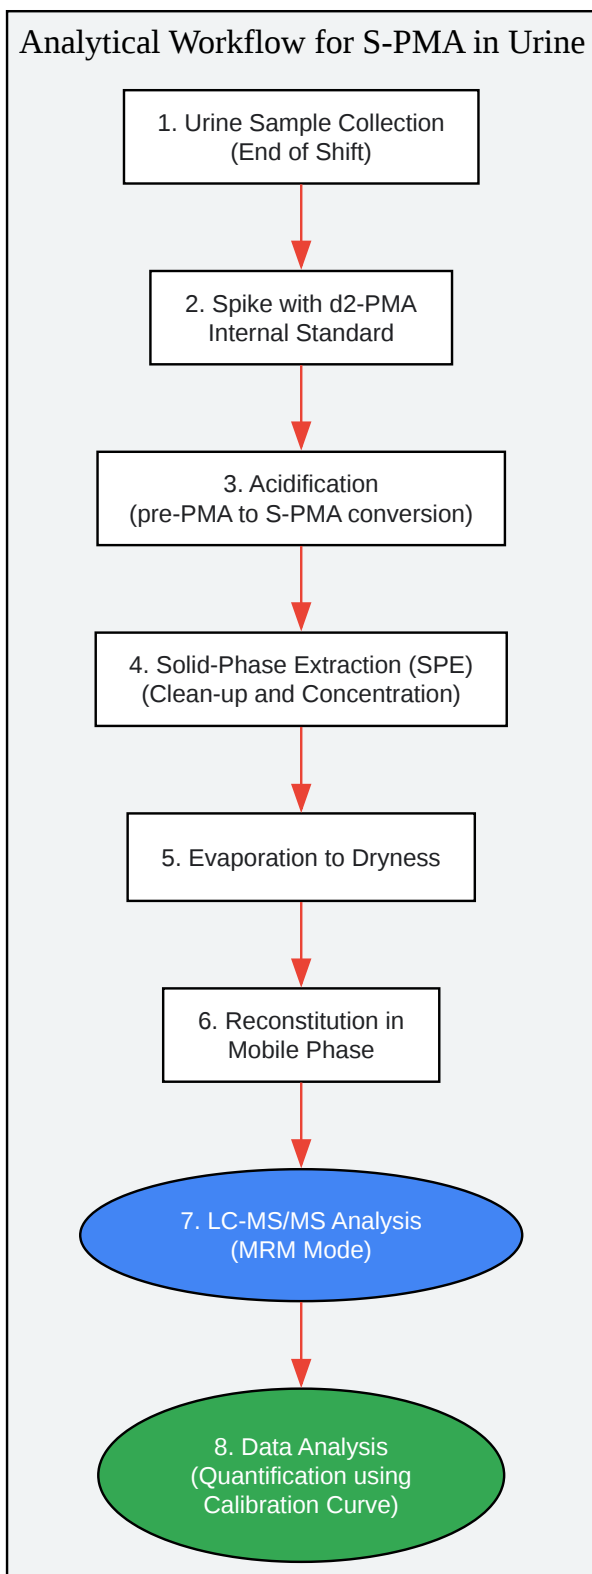 Analytical Workflow for S-PMA in Urine
1. Urine Sample Collection
(End of Shift)
2. Spike with d2-PMA
Internal Standard
3. Acidification
(pre-PMA to S-PMA conversion)
4. Solid-Phase Extraction (SPE)
(Clean-up and Concentration)
5. Evaporation to Dryness
6. Reconstitution in
Mobile Phase
7. LC-MS/MS Analysis
(MRM Mode)
8. Data Analysis
(Quantification using
Calibration Curve)